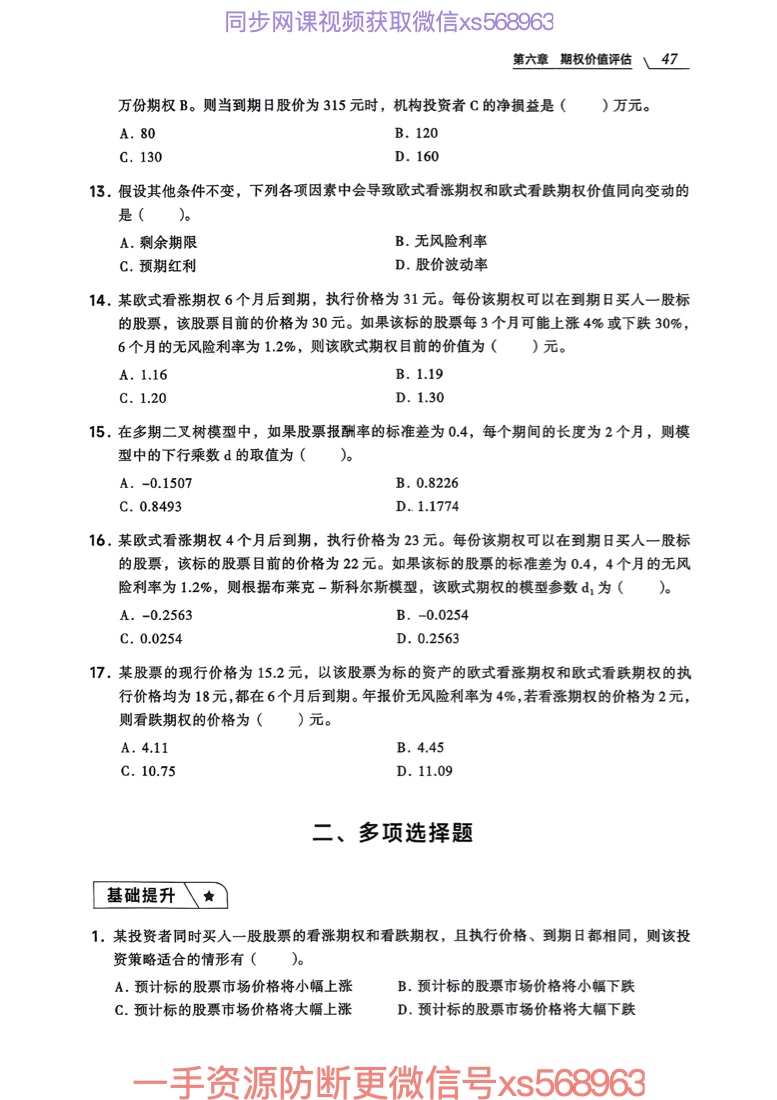 同步网课视频获取微信xs568963
第六章 期权价值评估 47
万份期权 B。则当到期日股价为 315 元时，机构投资者 C 的净损益是（ ）万元。
A. 80 B. 120
C. 130 D. 160
13. 假设其他条件不变，下列各项因素中会导致欧式看涨期权和欧式看跌期权价值同向变动的
是（ ）。
A. 剩余期限 B. 无风险利率
C. 预期红利 D. 股价波动率
14. 某欧式看涨期权 6 个月后到期，执行价格为 31 元。每份该期权可以在到期日买入一股标
的股票，该股票目前的价格为 30 元。如果该标的股票每 3 个月可能上涨 4% 或下跌 30%，
6 个月的无风险利率为 1.2%，则该欧式期权目前的价值为（ ）元。
A. 1.16 B. 1.19
C. 1.20 D. 1.30
15. 在多期二叉树模型中，如果股票报酬率的标准差为 0.4，每个期间的长度为 2 个月，则模
型中的下行乘数 d 的取值为（ ）。
A. -0.1507 B. 0.8226
C. 0.8493 D. 1.1774
16. 某欧式看涨期权 4 个月后到期，执行价格为 23 元。每份该期权可以在到期日买入一股标
的股票，该标的股票目前的价格为 22 元。如果该标的股票的标准差为 0.4，4 个月的无风
险利率为 1.2%，则根据布莱克－斯科尔斯模型，该欧式期权的模型参数 d₁ 为（ ）。
A. -0.2563 B. -0.0254
C. 0.0254 D. 0.2563
17. 某股票的现行价格为 15.2 元，以该股票为标的资产的欧式看涨期权和欧式看跌期权的执
行价格均为 18 元，都在 6 个月后到期。年报价无风险利率为 4%，若看涨期权的价格为 2 元，
则看跌期权的价格为（ ）元。
A. 4.11 B. 4.45
C. 10.75 D. 11.09
二、多项选择题
基础提升 ★
1. 某投资者同时买入一股股票的看涨期权和看跌期权，且执行价格、到期日都相同，则该投
资策略适合的情形有（ ）。
A. 预计标的股票市场价格将小幅上涨 B. 预计标的股票市场价格将小幅下跌
C. 预计标的股票市场价格将大幅上涨 D. 预计标的股票市场价格将大幅下跌
一手资源防断更微信号xs568963